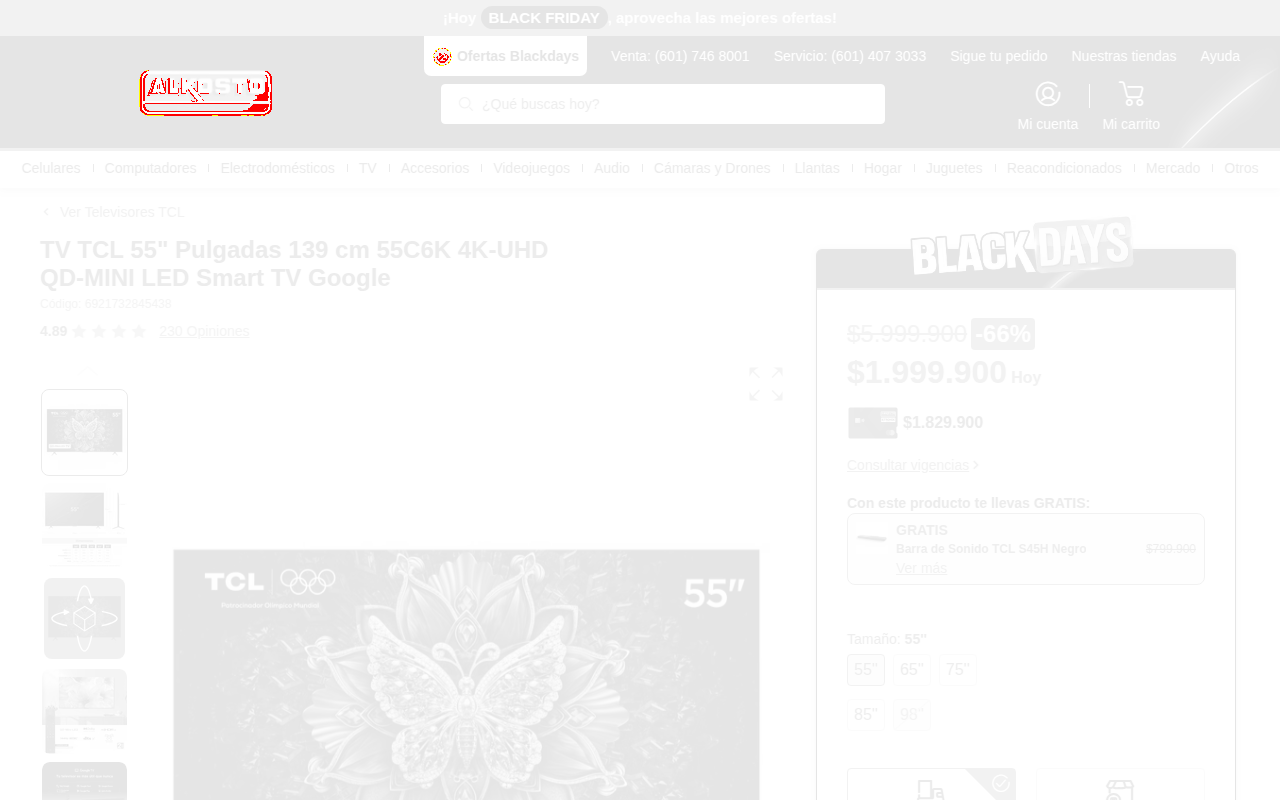 ¡Hoy BLACK FRIDAY, aprovecha las mejores ofertas!
Ofertas Blackdays
Venta: (601) 746 8001
Servicio: (601) 407 3033
Sigue tu pedido
Nuestras tiendas
Ayuda
¿Qué buscas hoy?
Mi cuenta
Mi carrito
Celulares
Computadores
Electrodomésticos
TV
Accesorios
Videojuegos
Audio
Cámaras y Drones
Llantas
Hogar
Juguetes
Reacondicionados
Mercado
Otros
Ver Televisores TCL
TV TCL 55" Pulgadas 139 cm 55C6K 4K-UHD
QD-MINI LED Smart TV Google
Código: 6921732845438
4.89
230 Opiniones
TCL
Patrocinador Olímpico Mundial
55"
BLACK DAYS
$5.999.900 -66%
$1.999.900 Hoy
$1.829.900
Consultar vigencias
Con este producto te llevas GRATIS:
GRATIS
Barra de Sonido TCL S45H Negro
$799.900
Ver más
Tamaño: 55"
55"
65"
75"
85"
98"